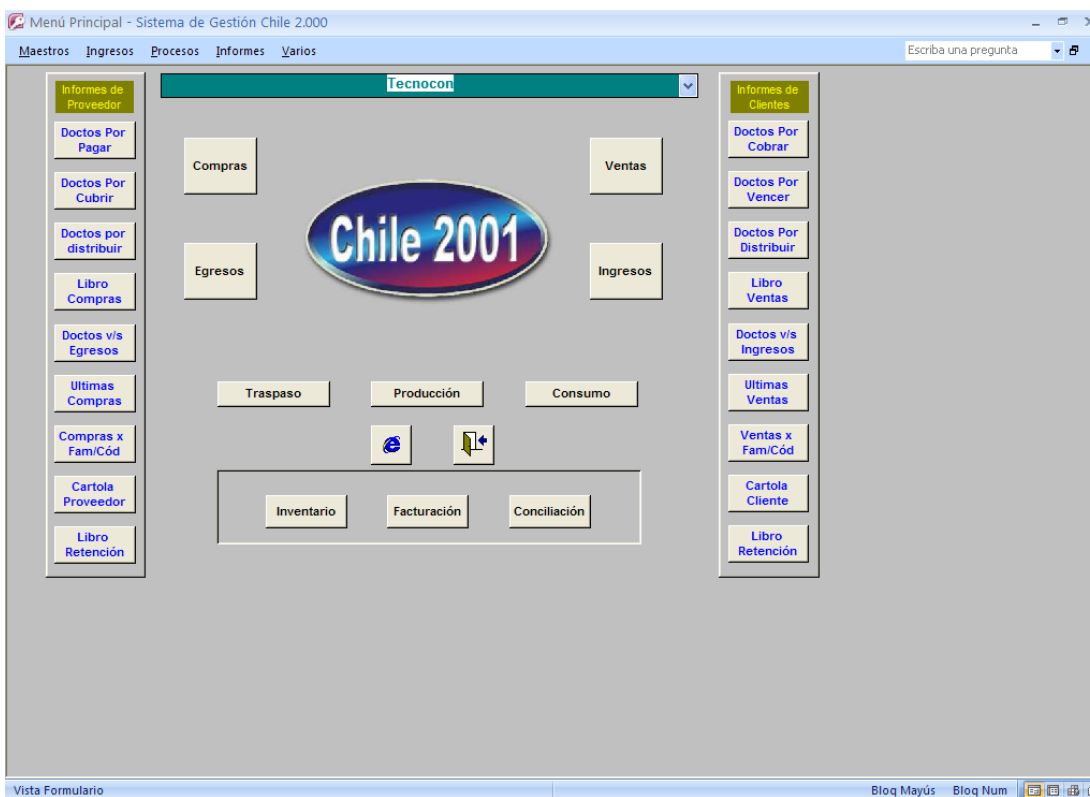 Menú Principal - Sistema de Gestión Chile 2.000
Maestros Ingresos Procesos Informes Varios
Escriba una pregunta
Informes de
Proveedor
Doctos Por
Pagar
Doctos Por
Cubrir
Doctos por
distribuir
Libro
Compras
Doctos v/s
Egresos
Ultimas
Compras
Compras x
Fam/Cód
Cartola
Proveedor
Libro
Retención
Tecnocon
Compras
Ventas
Chile 2001
Egresos
Ingresos
Traspaso
Producción
Consumo
Inventario
Facturación
Conciliación
Informes de
Clientes
Doctos Por
Cobrar
Doctos Por
Vencer
Doctos Por
Distribuir
Libro
Ventas
Doctos v/s
Ingresos
Ultimas
Ventas
Ventas x
Fam/Cód
Cartola
Cliente
Libro
Retención
Vista Formulario
Bloq Mayús Bloq Num